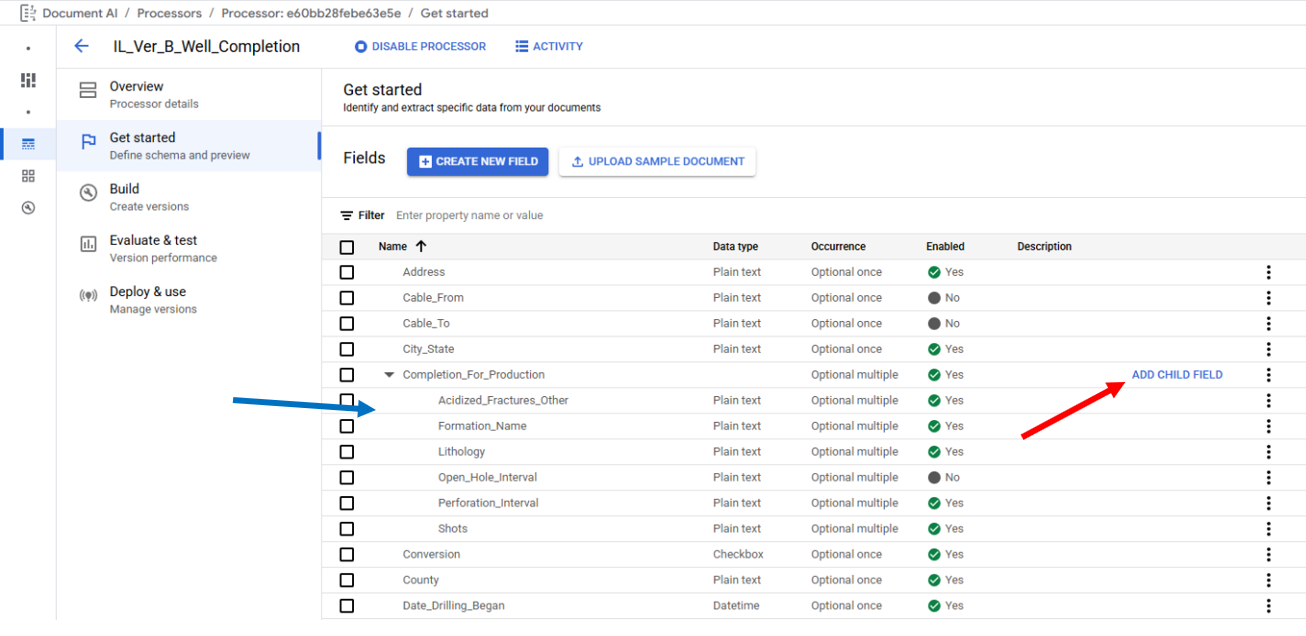 Document AI / Processors / Processor: e60bb28febe63e5e / Get started
IL_Ver_B_Well_Completion DISABLE PROCESSOR ACTIVITY
Overview
Processor details
Get started
Define schema and preview
Build
Create versions
Evaluate & test
Version performance
Deploy & use
Manage versions
Get started
Identify and extract specific data from your documents
Fields CREATE NEW FIELD UPLOAD SAMPLE DOCUMENT
Filter Enter property name or value
Name Data type Occurrence Enabled Description
Address Plain text Optional once Yes
Cable_From Plain text Optional once No
Cable_To Plain text Optional once No
City_State Plain text Optional once Yes
Completion_For_Production Optional multiple Yes ADD CHILD FIELD
Acidized_Fractures_Other Plain text Optional multiple Yes
Formation_Name Plain text Optional multiple Yes
Lithology Plain text Optional multiple Yes
Open_Hole_Interval Plain text Optional multiple No
Perforation_Interval Plain text Optional multiple Yes
Shots Plain text Optional multiple Yes
Conversion Checkbox Optional once Yes
County Plain text Optional once Yes
Date_Drilling_Began Datetime Optional once Yes